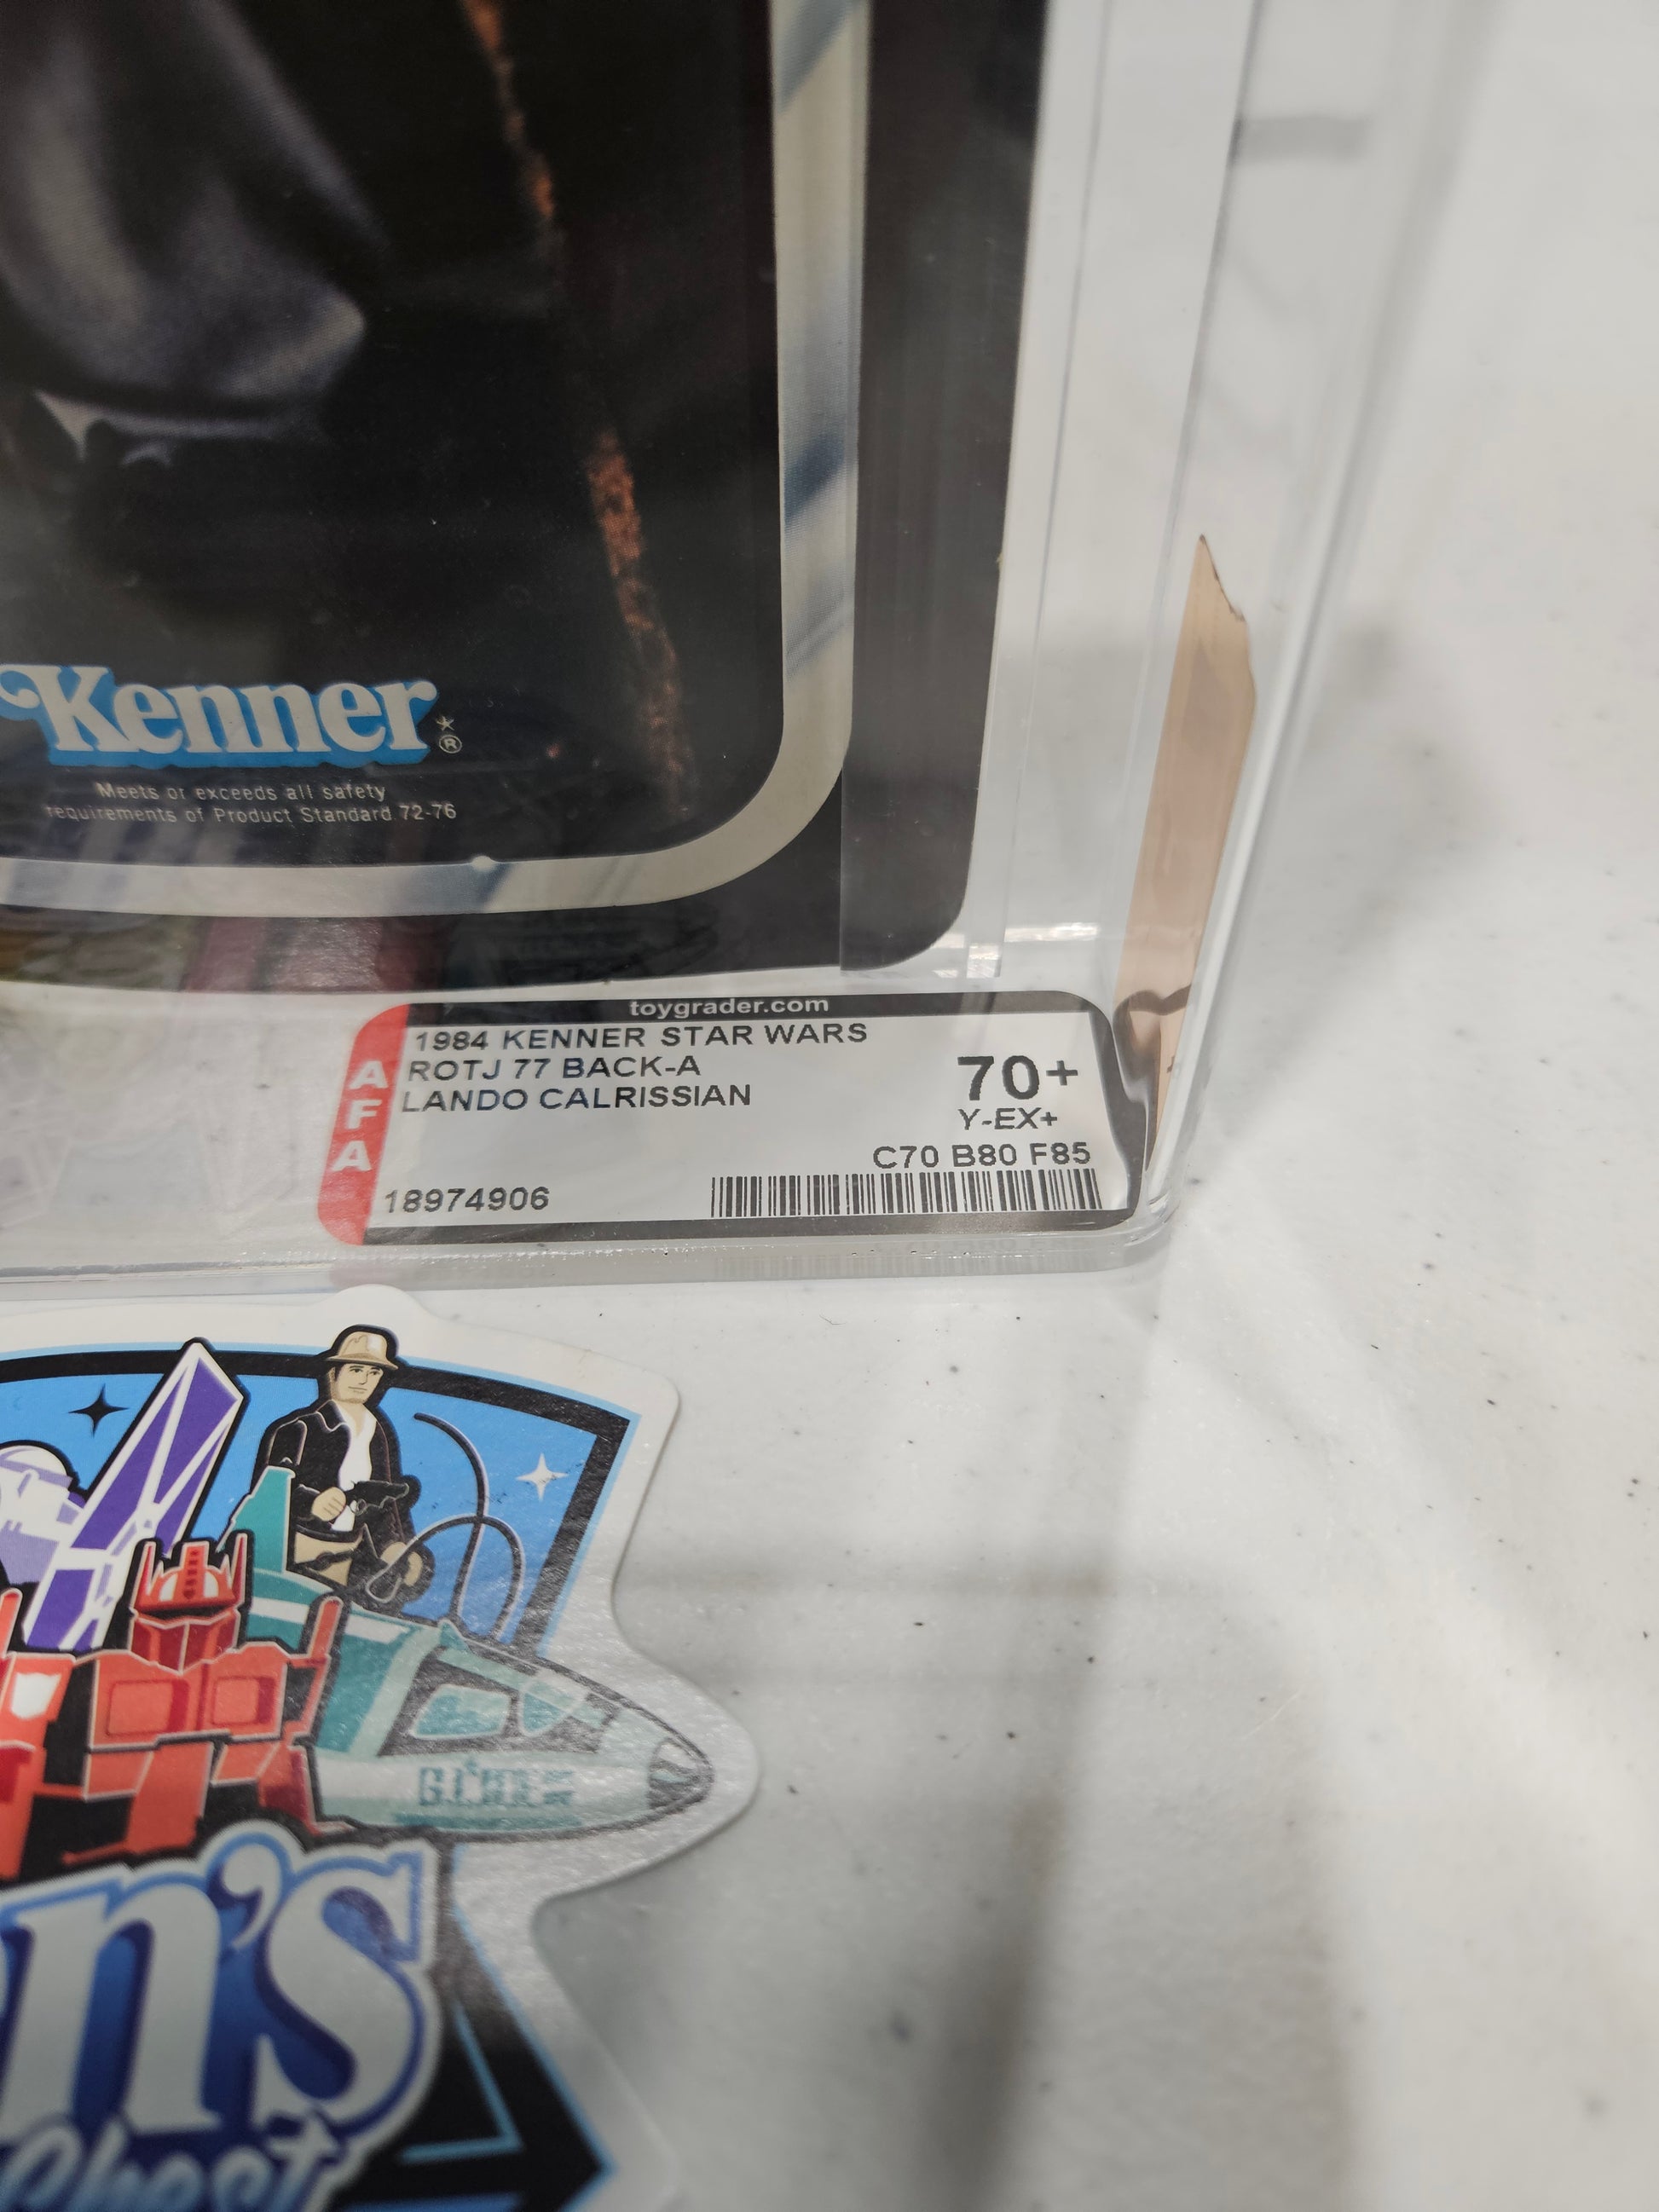 Kenner
®
Meets or exceeds all safety
requirements of Product Standard 72-76
toygrader.com
AFA
1984 KENNER STAR WARS
ROTJ 77 BACK-A
LANDO CALRISSIAN
70+
Y-EX+
C70 B80 F85
18974906
n's
Chest